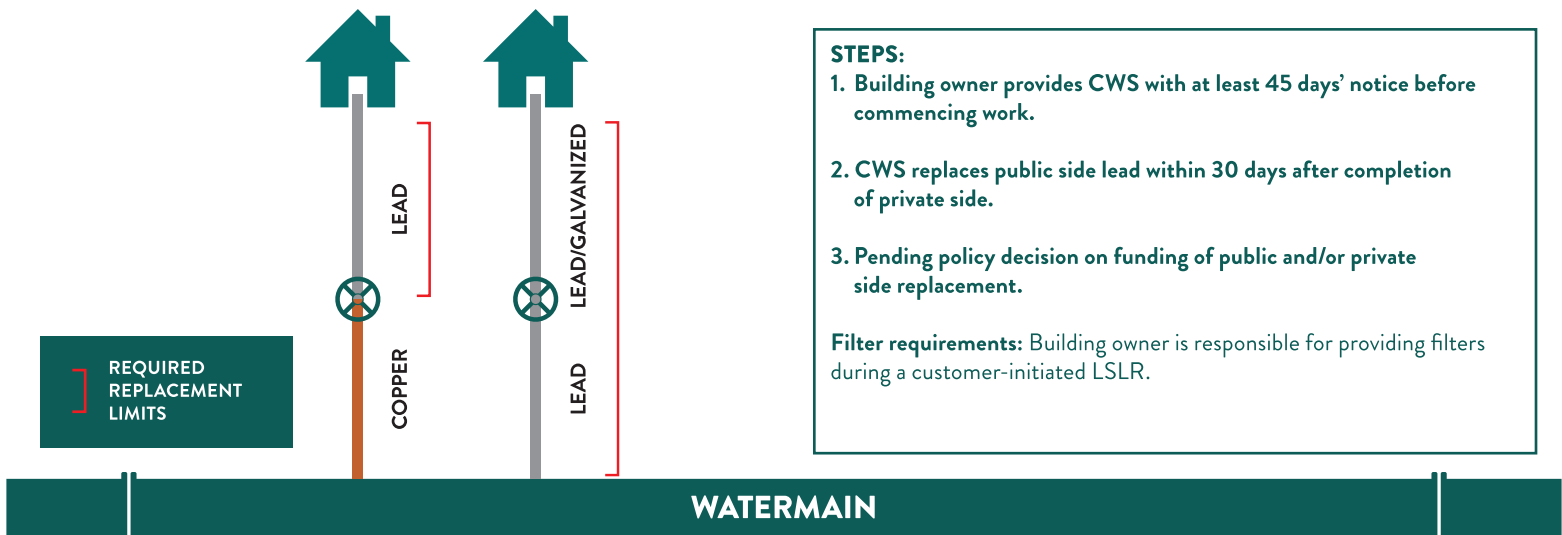 LEAD
COPPER
LEAD/GALVANIZED
LEAD
REQUIRED
REPLACEMENT
LIMITS
STEPS:
1. Building owner provides CWS with at least 45 days’ notice before
commencing work.
2. CWS replaces public side lead within 30 days after completion
of private side.
3. Pending policy decision on funding of public and/or private
side replacement.
Filter requirements: Building owner is responsible for providing filters
during a customer-initiated LSLR.
WATERMAIN